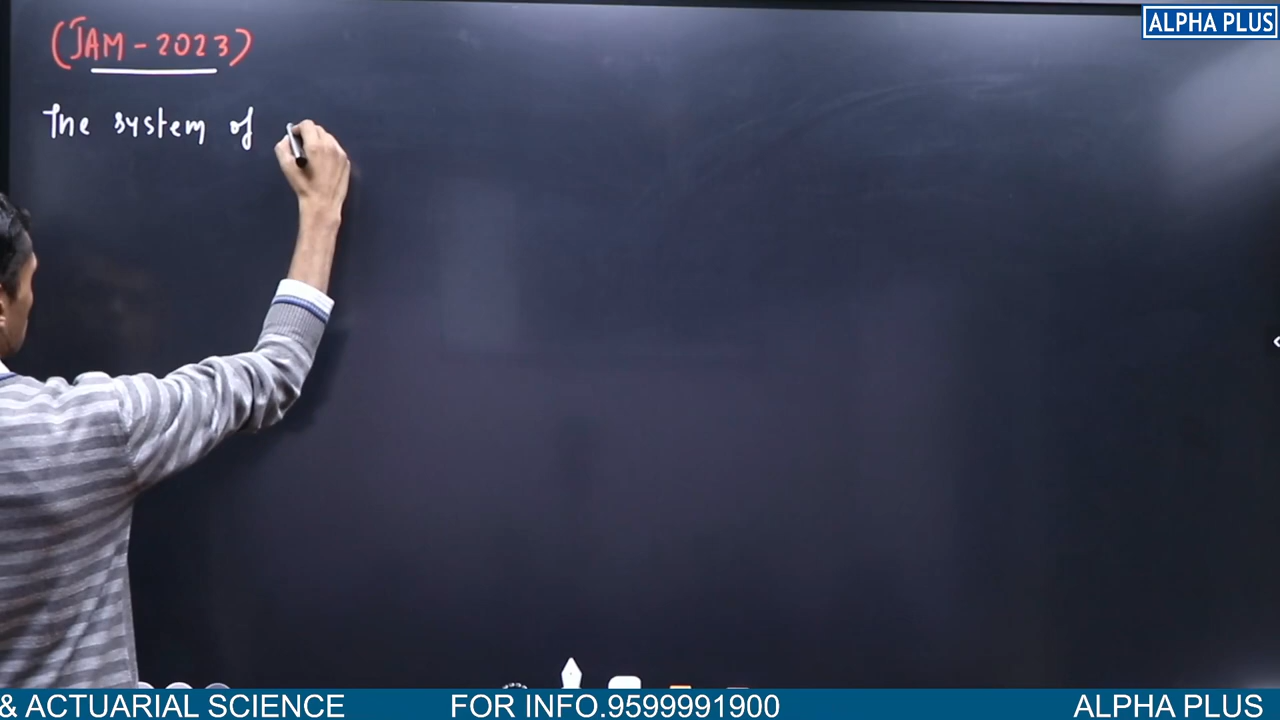 ALPHA PLUS
(JAM - 2023)
The system of
& ACTUARIAL SCIENCE FOR INFO.9599991900 ALPHA PLUS